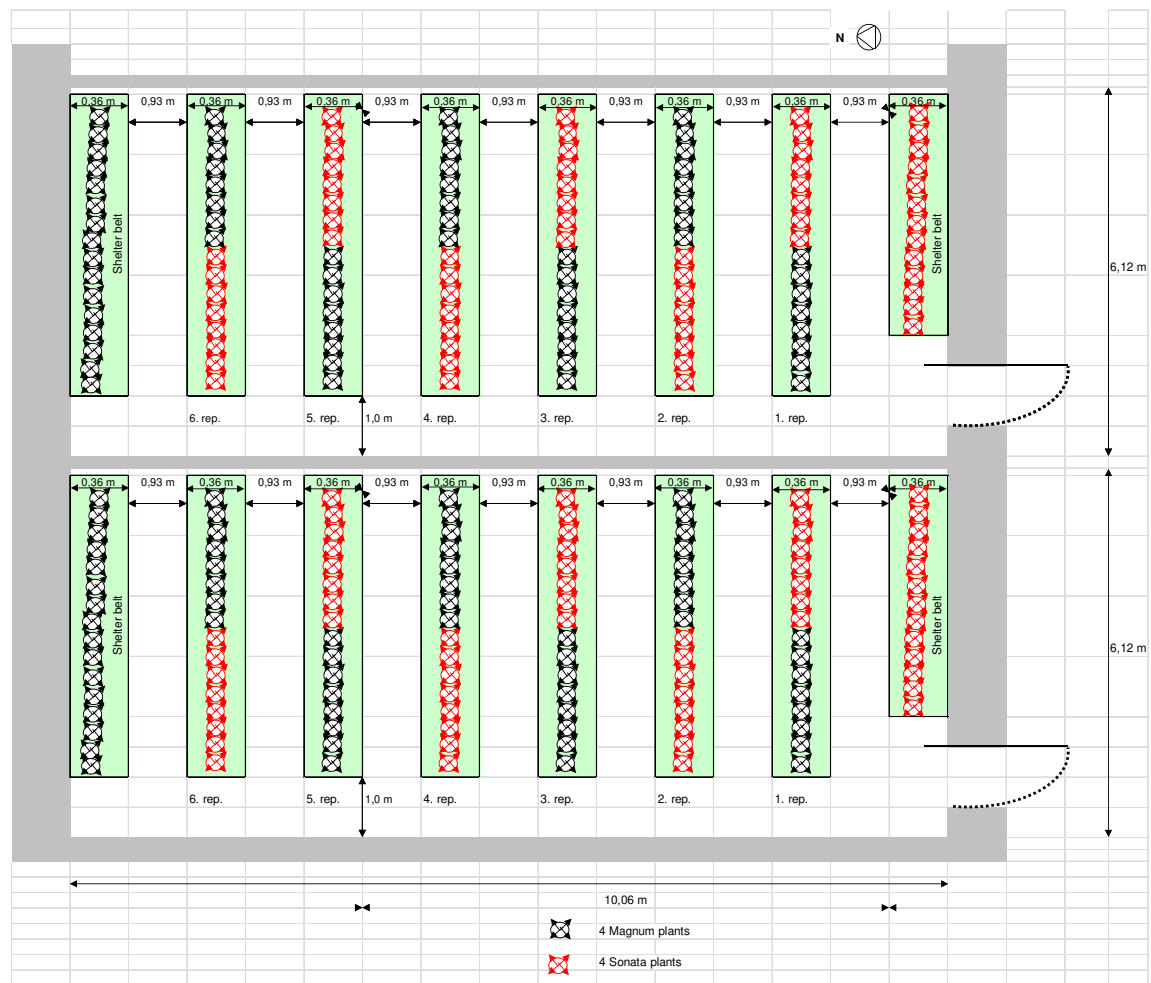 N
0,36 m 0,93 m 0,36 m 0,93 m 0,36 m 0,93 m 0,36 m 0,93 m 0,36 m 0,93 m 0,36 m 0,93 m 0,36 m 0,93 m 0,36 m
Shelter belt
Shelter belt
6,12 m
6. rep. 5. rep. 1,0 m 4. rep. 3. rep. 2. rep. 1. rep.
0,36 m 0,93 m 0,36 m 0,93 m 0,36 m 0,93 m 0,36 m 0,93 m 0,36 m 0,93 m 0,36 m 0,93 m 0,36 m 0,93 m 0,36 m
Shelter belt
Shelter belt
6,12 m
6. rep. 5. rep. 1,0 m 4. rep. 3. rep. 2. rep. 1. rep.
10,06 m
4 Magnum plants
4 Sonata plants